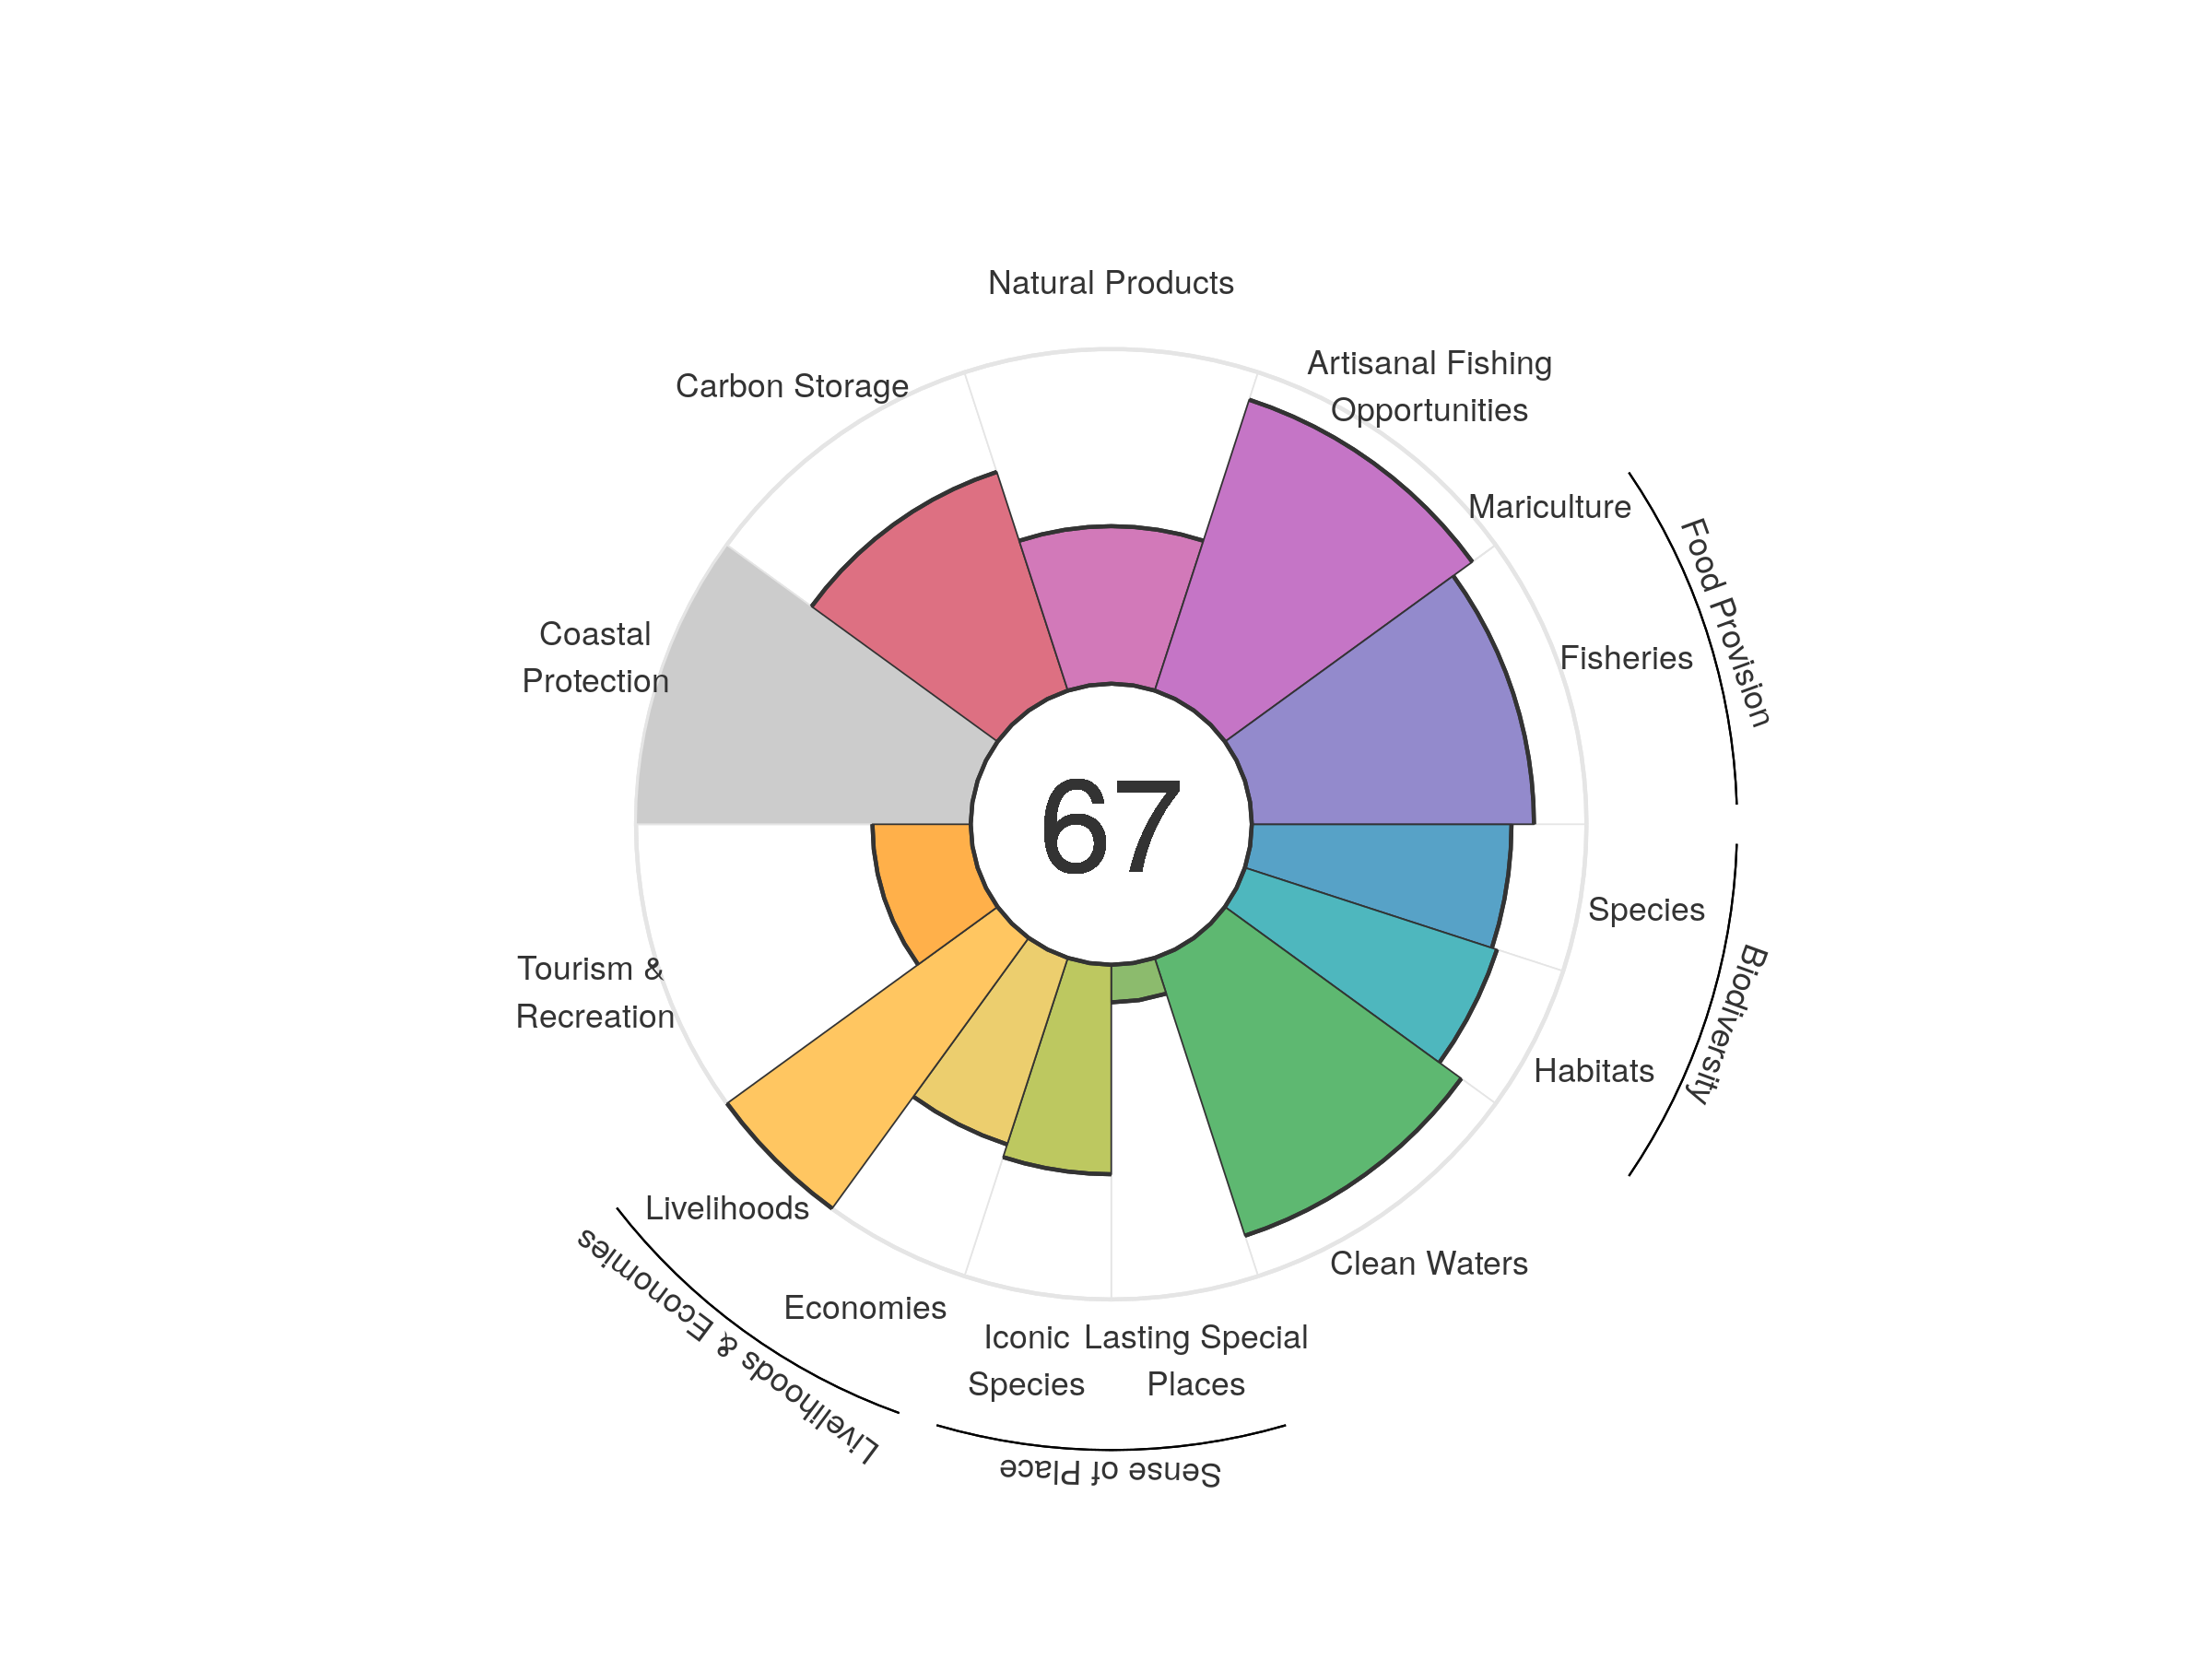 Natural Products
Artisanal Fishing
Opportunities
Carbon Storage
Mariculture
Food Provision
Coastal
Protection
Fisheries
67
Species
Biodiversity
Tourism &
Recreation
Habitats
Livelihoods
Clean Waters
Livelihoods & Economies
Economies
Iconic
Species
Lasting Special
Places
Sense of Place